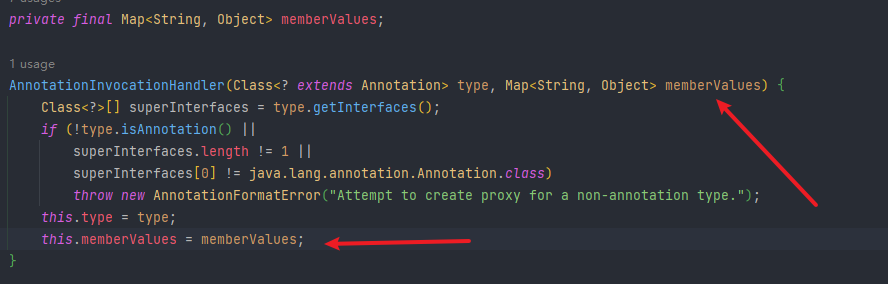 private final Map<String, Object> memberValues;
1 usage
AnnotationInvocationHandler(Class<? extends Annotation> type, Map<String, Object> memberValues) {
    Class<?>[] superInterfaces = type.getInterfaces();
    if (!type.isAnnotation() ||
        superInterfaces.length != 1 ||
        superInterfaces[0] != java.lang.annotation.Annotation.class)
        throw new AnnotationFormatError("Attempt to create proxy for a non-annotation type.");
    this.type = type;
    this.memberValues = memberValues;
}